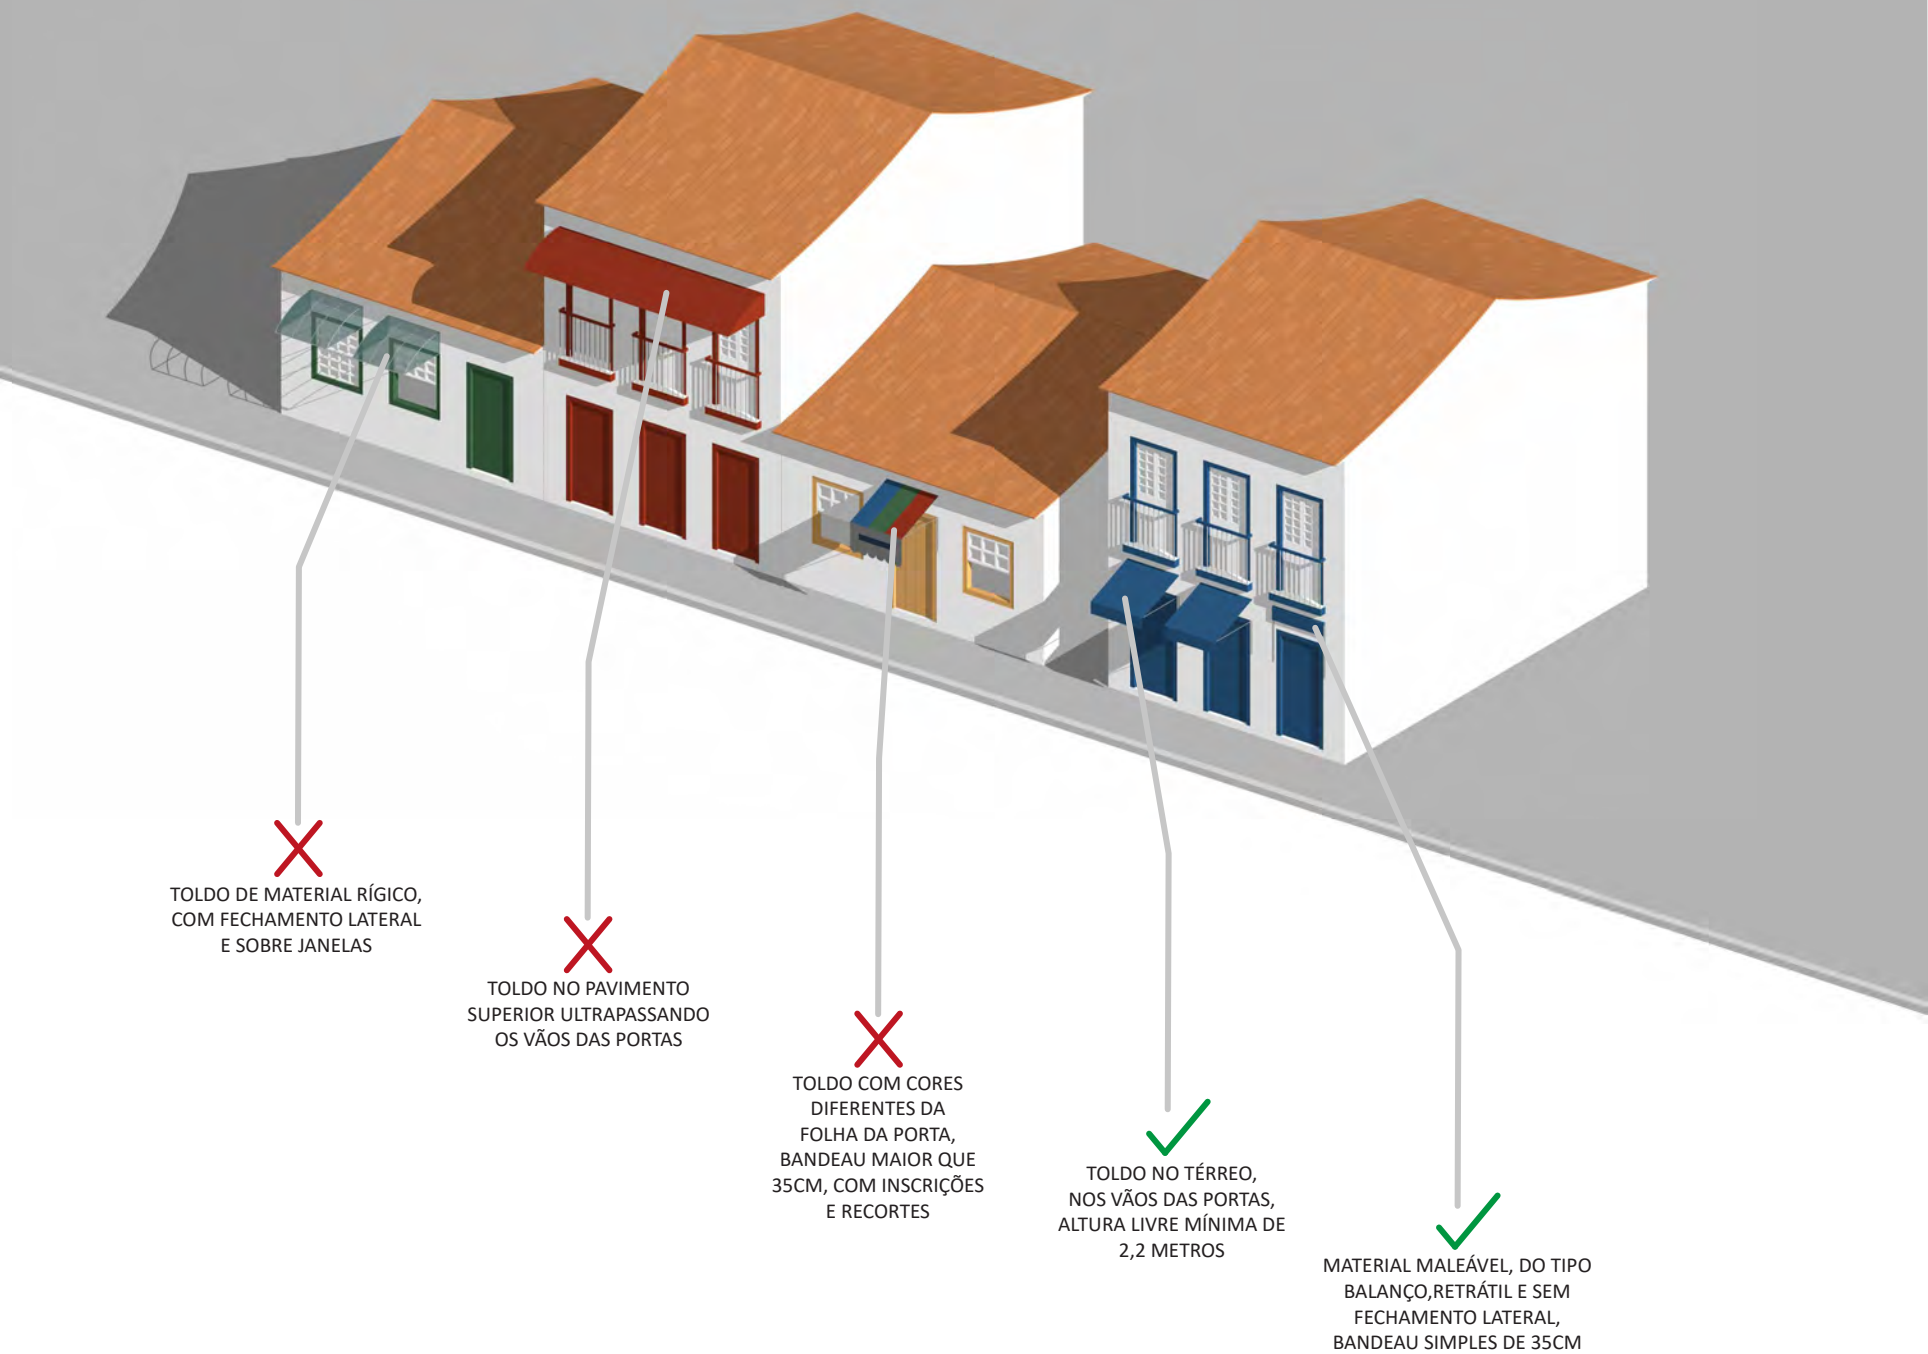 TOLDO DE MATERIAL RÍGICO,
COM FECHAMENTO LATERAL
E SOBRE JANELAS
TOLDO NO PAVIMENTO
SUPERIOR ULTRAPASSANDO
OS VÃOS DAS PORTAS
TOLDO COM CORES
DIFERENTES DA
FOLHA DA PORTA,
BANDEAU MAIOR QUE
35CM, COM INSCRIÇÕES
E RECORTES
TOLDO NO TÉRREO,
NOS VÃOS DAS PORTAS,
ALTURA LIVRE MÍNIMA DE
2,2 METROS
MATERIAL MALEÁVEL, DO TIPO
BALANÇO,RETRÁTIL E SEM
FECHAMENTO LATERAL,
BANDEAU SIMPLES DE 35CM